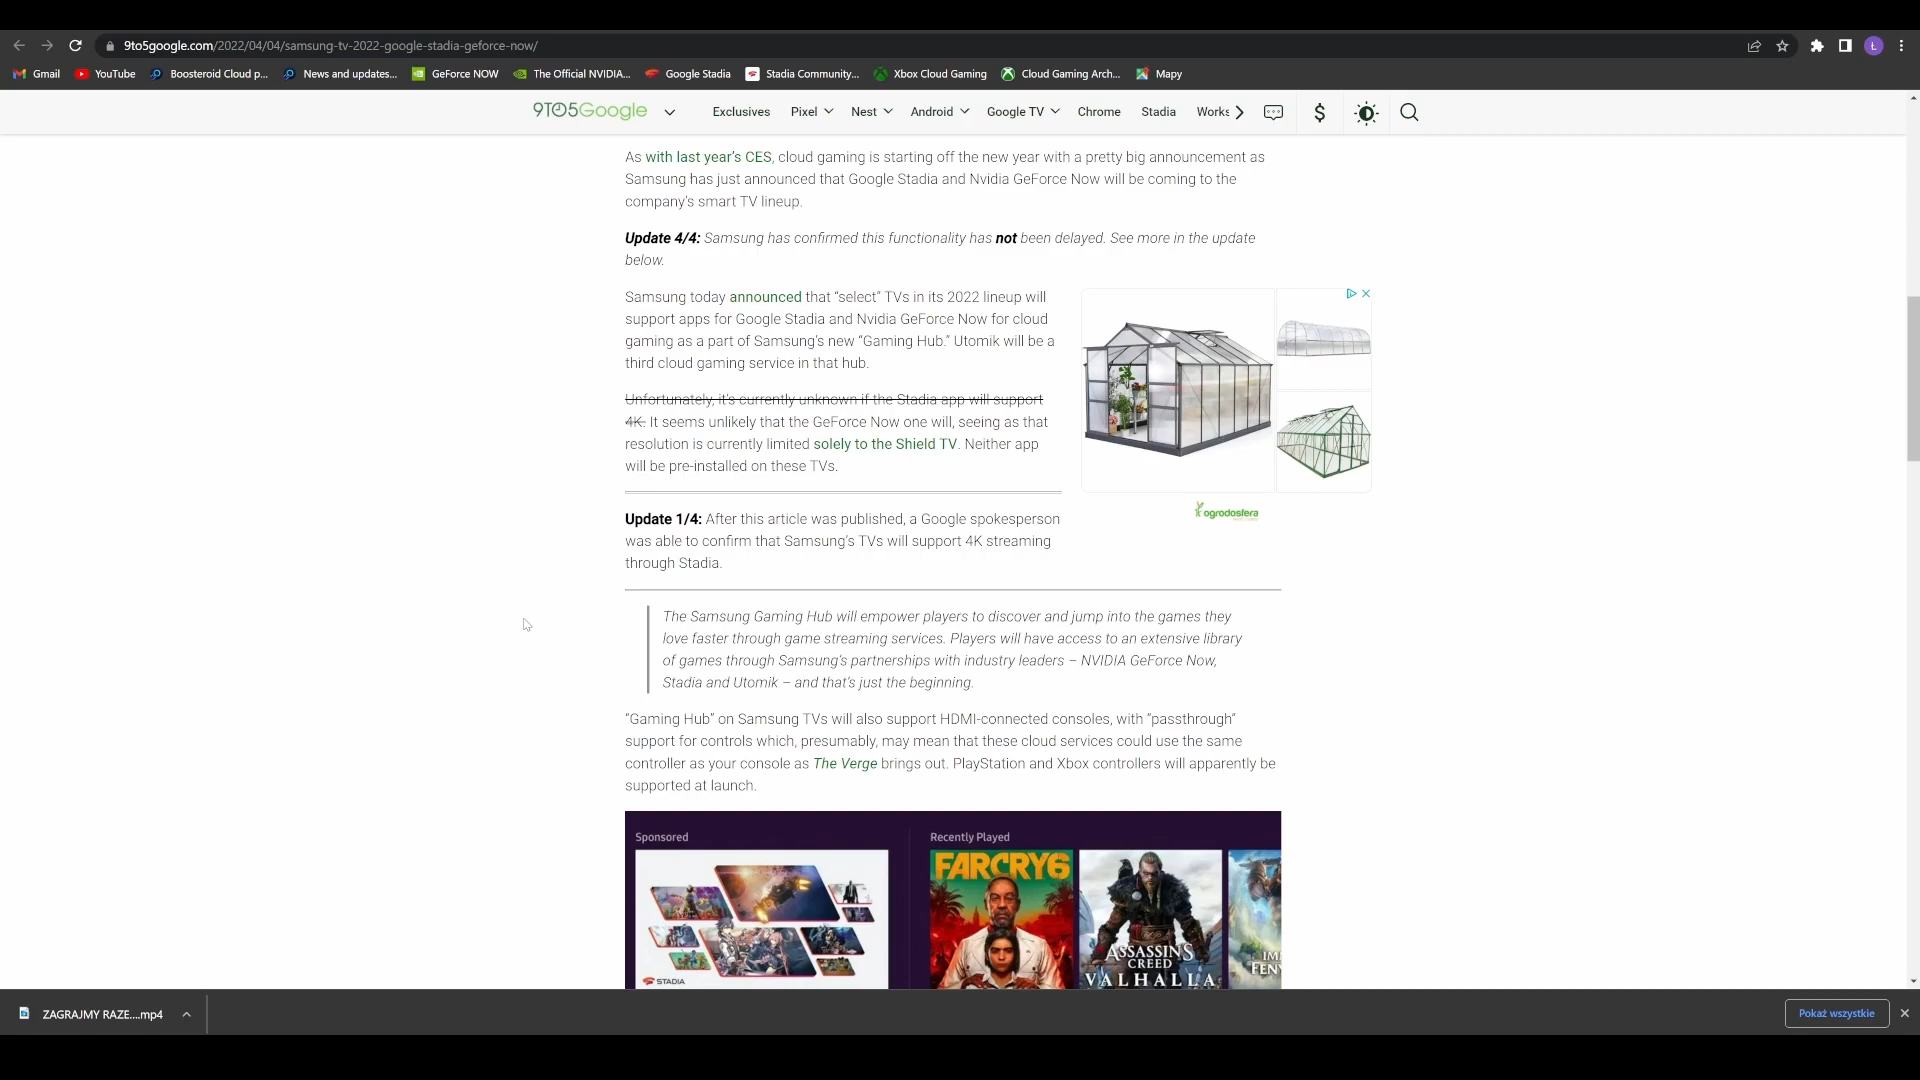 9to5google.com/2022/04/04/samsung-tv-2022-google-stadia-geforce-now/
Ł
Gmail YouTube Boosteroid Cloud p... News and updates... GeForce NOW The Official NVIDIA... Google Stadia Stadia Community... Xbox Cloud Gaming Cloud Gaming Arch... Mapy
9TO5Google Exclusives Pixel Nest Android Google TV Chrome Stadia Works $
As with last year's CES, cloud gaming is starting off the new year with a pretty big announcement as
Samsung has just announced that Google Stadia and Nvidia GeForce Now will be coming to the
company's smart TV lineup.
Update 4/4: Samsung has confirmed this functionality has not been delayed. See more in the update
below.
Samsung today announced that “select” TVs in its 2022 lineup will
support apps for Google Stadia and Nvidia GeForce Now for cloud
gaming as a part of Samsung's new “Gaming Hub.” Utomik will be a
third cloud gaming service in that hub.
Unfortunately, it's currently unknown if the Stadia app will support
4K. It seems unlikely that the GeForce Now one will, seeing as that
resolution is currently limited solely to the Shield TV. Neither app
will be pre-installed on these TVs.
ogrodosfera
Update 1/4: After this article was published, a Google spokesperson
was able to confirm that Samsung's TVs will support 4K streaming
through Stadia.
The Samsung Gaming Hub will empower players to discover and jump into the games they
love faster through game streaming services. Players will have access to an extensive library
of games through Samsung's partnerships with industry leaders – NVIDIA GeForce Now,
Stadia and Utomik – and that's just the beginning.
“Gaming Hub” on Samsung TVs will also support HDMI-connected consoles, with “passthrough”
support for controls which, presumably, may mean that these cloud services could use the same
controller as your console as The Verge brings out. PlayStation and Xbox controllers will apparently be
supported at launch.
Sponsored
Recently Played
FARCRY6
ASSASSIN'S
CREED
VALHALLA
IM
FENY
STADIA
ZAGRAJMY RAZE....mp4
Pokaż wszystkie